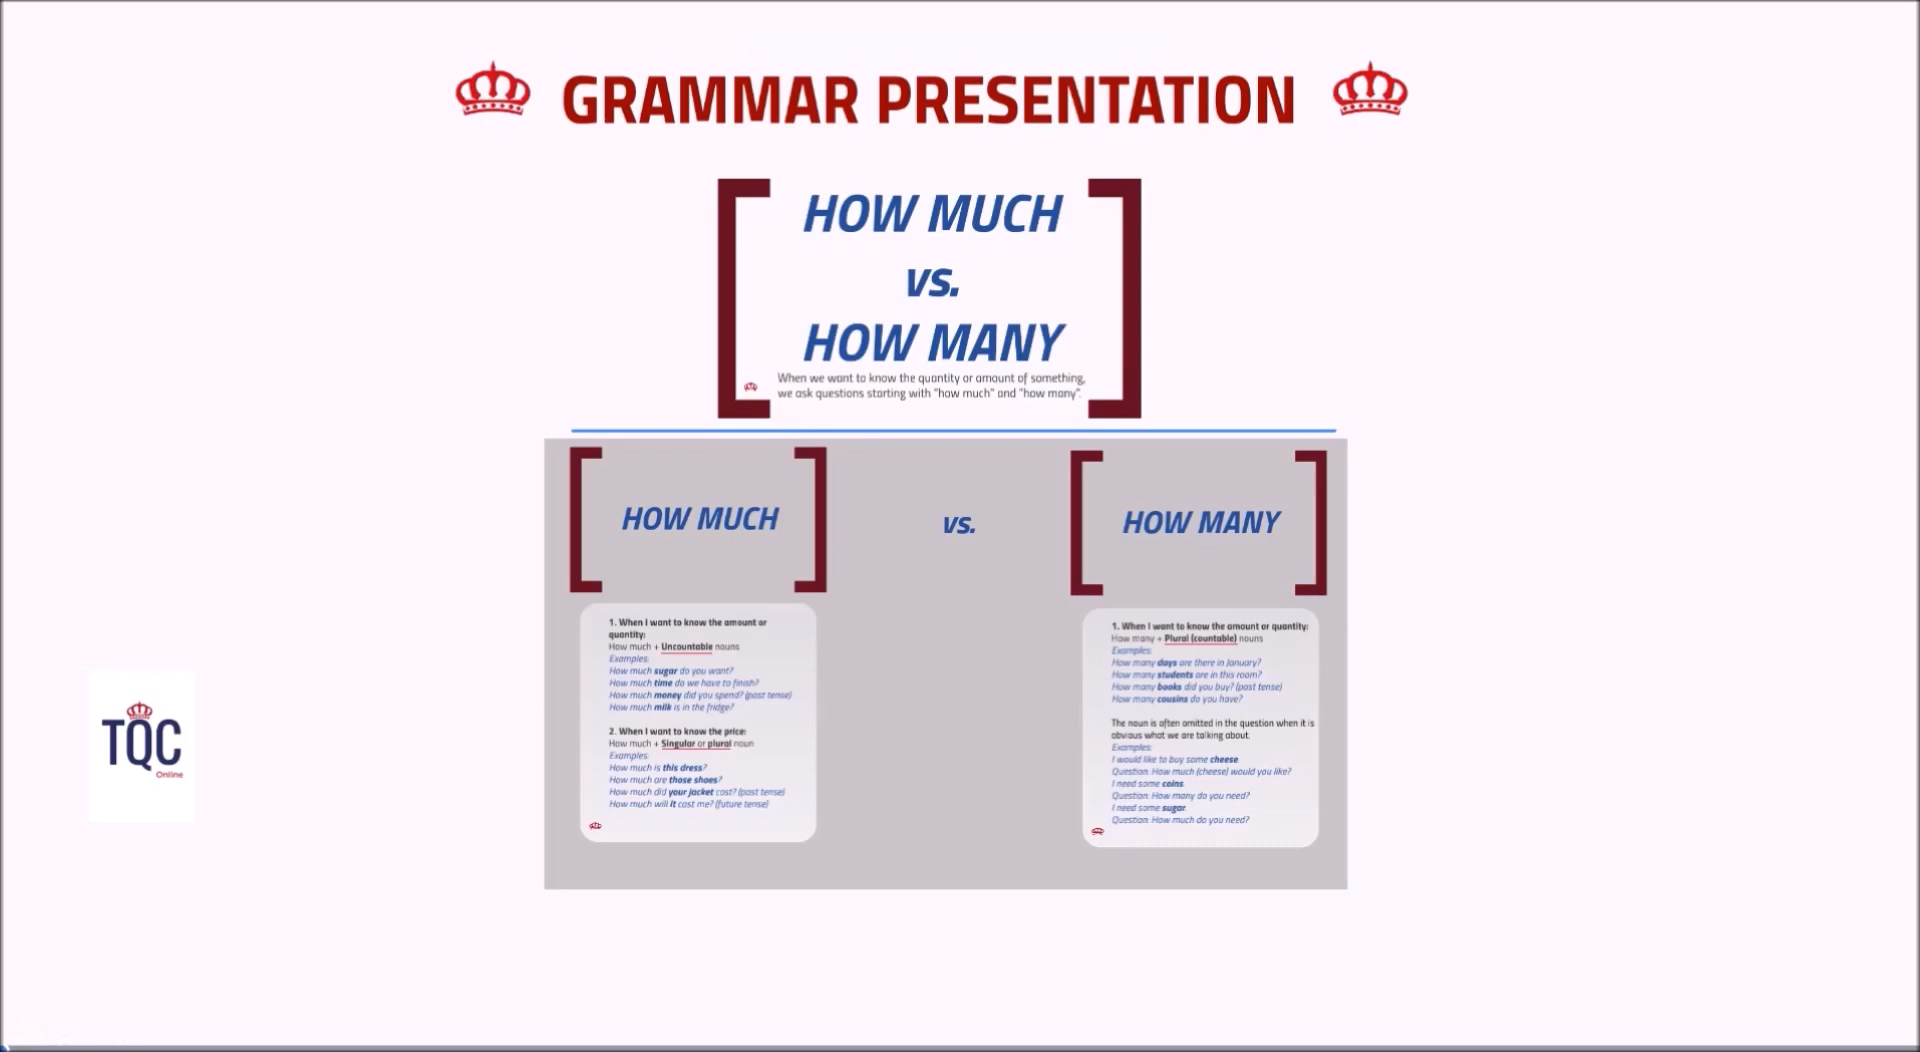 GRAMMAR PRESENTATION
HOW MUCH
vs.
HOW MANY
When we want to know the quantity or amount of something,
we ask questions starting with "how much" and "how many".
HOW MUCH
vs.
HOW MANY
1. When I want to know the amount or
quantity:
How much + Uncountable nouns
Examples:
How much sugar do you want?
How much time do we have to finish?
How much money did you spend? (past tense)
How much milk is in the fridge?
2. When I want to know the price:
How much + Singular or plural noun
Examples:
How much is this dress?
How much are those shoes?
How much did your jacket cost? (past tense)
How much will it cost me? (future tense)
1. When I want to know the amount or quantity:
How many + Plural (countable) nouns
Examples:
How many days are there in January?
How many students are in this room?
How many books did you buy? (past tense)
How many cousins do you have?
The noun is often omitted in the question when it is
obvious what we are talking about.
Examples:
I would like to buy some cheese.
Question: How much (cheese) would you like?
I need some coins.
Question: How many do you need?
I need some sugar.
Question: How much do you need?
TQC
Online